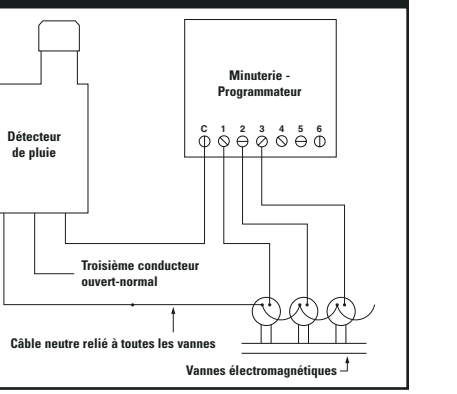 Minuterie -
Programmateur
C 1 2 3 4 5 6
Détecteur
de pluie
Troisième conducteur
ouvert-normal
Câble neutre relié à toutes les vannes
Vannes électromagnétiques